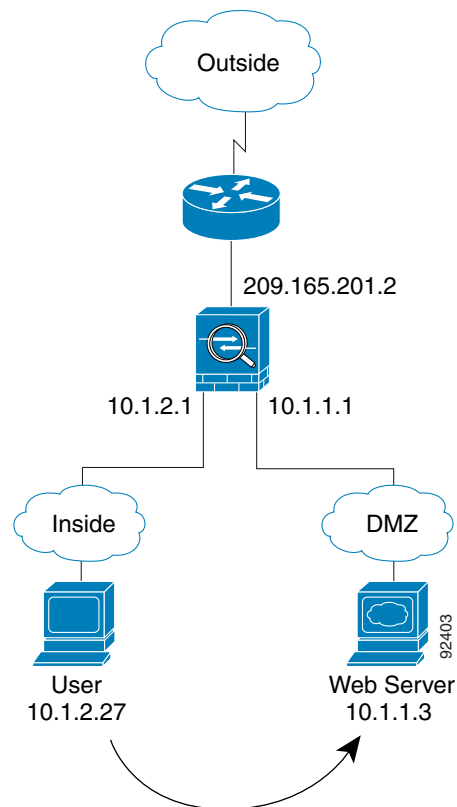 Outside
209.165.201.2
10.1.2.1
10.1.1.1
Inside
DMZ
92403
User
10.1.2.27
Web Server
10.1.1.3